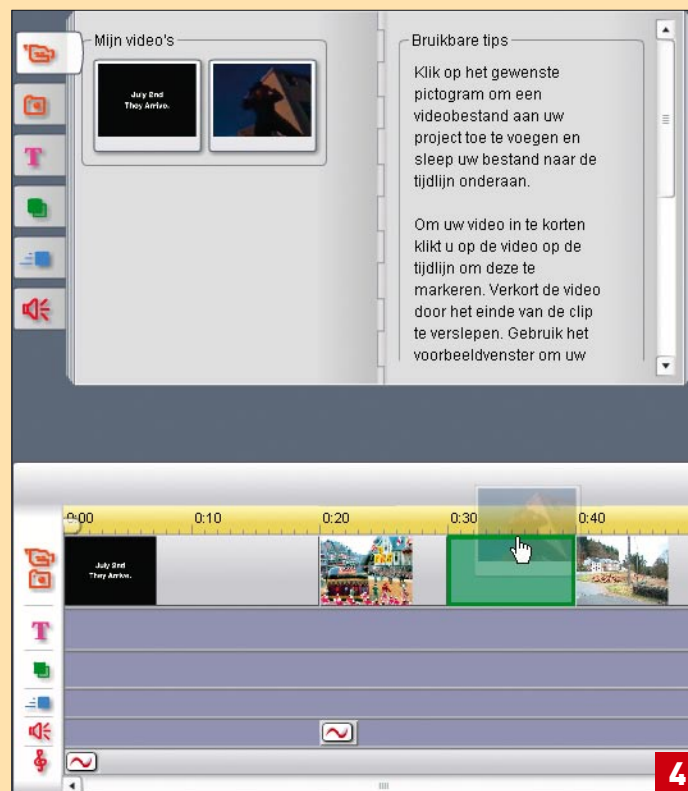 Mijn video's
July 2nd
They Arrive.
Bruikbare tips
Klik op het gewenste
pictogram om een
videobestand aan uw
project toe te voegen en
sleep uw bestand naar de
tijdlijn onderaan.
Om uw video in te korten
klikt u op de video op de
tijdlijn om deze te
markeren. Verkort de video
door het einde van de clip
te verslepen. Gebruik het
voorbeeldvenster om uw
T
0:00 0:10 0:20 0:30 0:40
July 2nd
They Arrive.
T
4